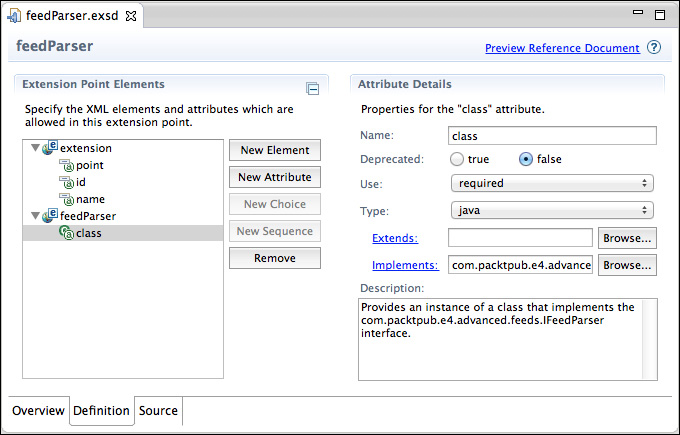 feedParser.exsd
feedParser
Preview Reference Document
Extension Point Elements
Specify the XML elements and attributes which are
allowed in this extension point.
extension
point
id
name
feedParser
class
New Element
New Attribute
New Choice
New Sequence
Remove
Attribute Details
Properties for the "class" attribute.
Name: class
Deprecated: true false
Use: required
Type: java
Extends: Browse...
Implements: com.packtpub.e4.advance Browse...
Description:
Provides an instance of a class that implements the
com.packtpub.e4.advanced.feeds.IFeedParser
interface.
Overview Definition Source